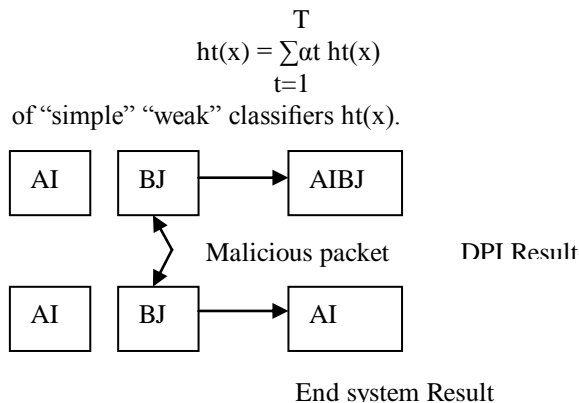 T
ht(x) = ∑αt ht(x)
t=1
of “simple” “weak” classifiers ht(x).
AI BJ AIBJ
Malicious packet DPI Result
AI BJ AI
End system Result